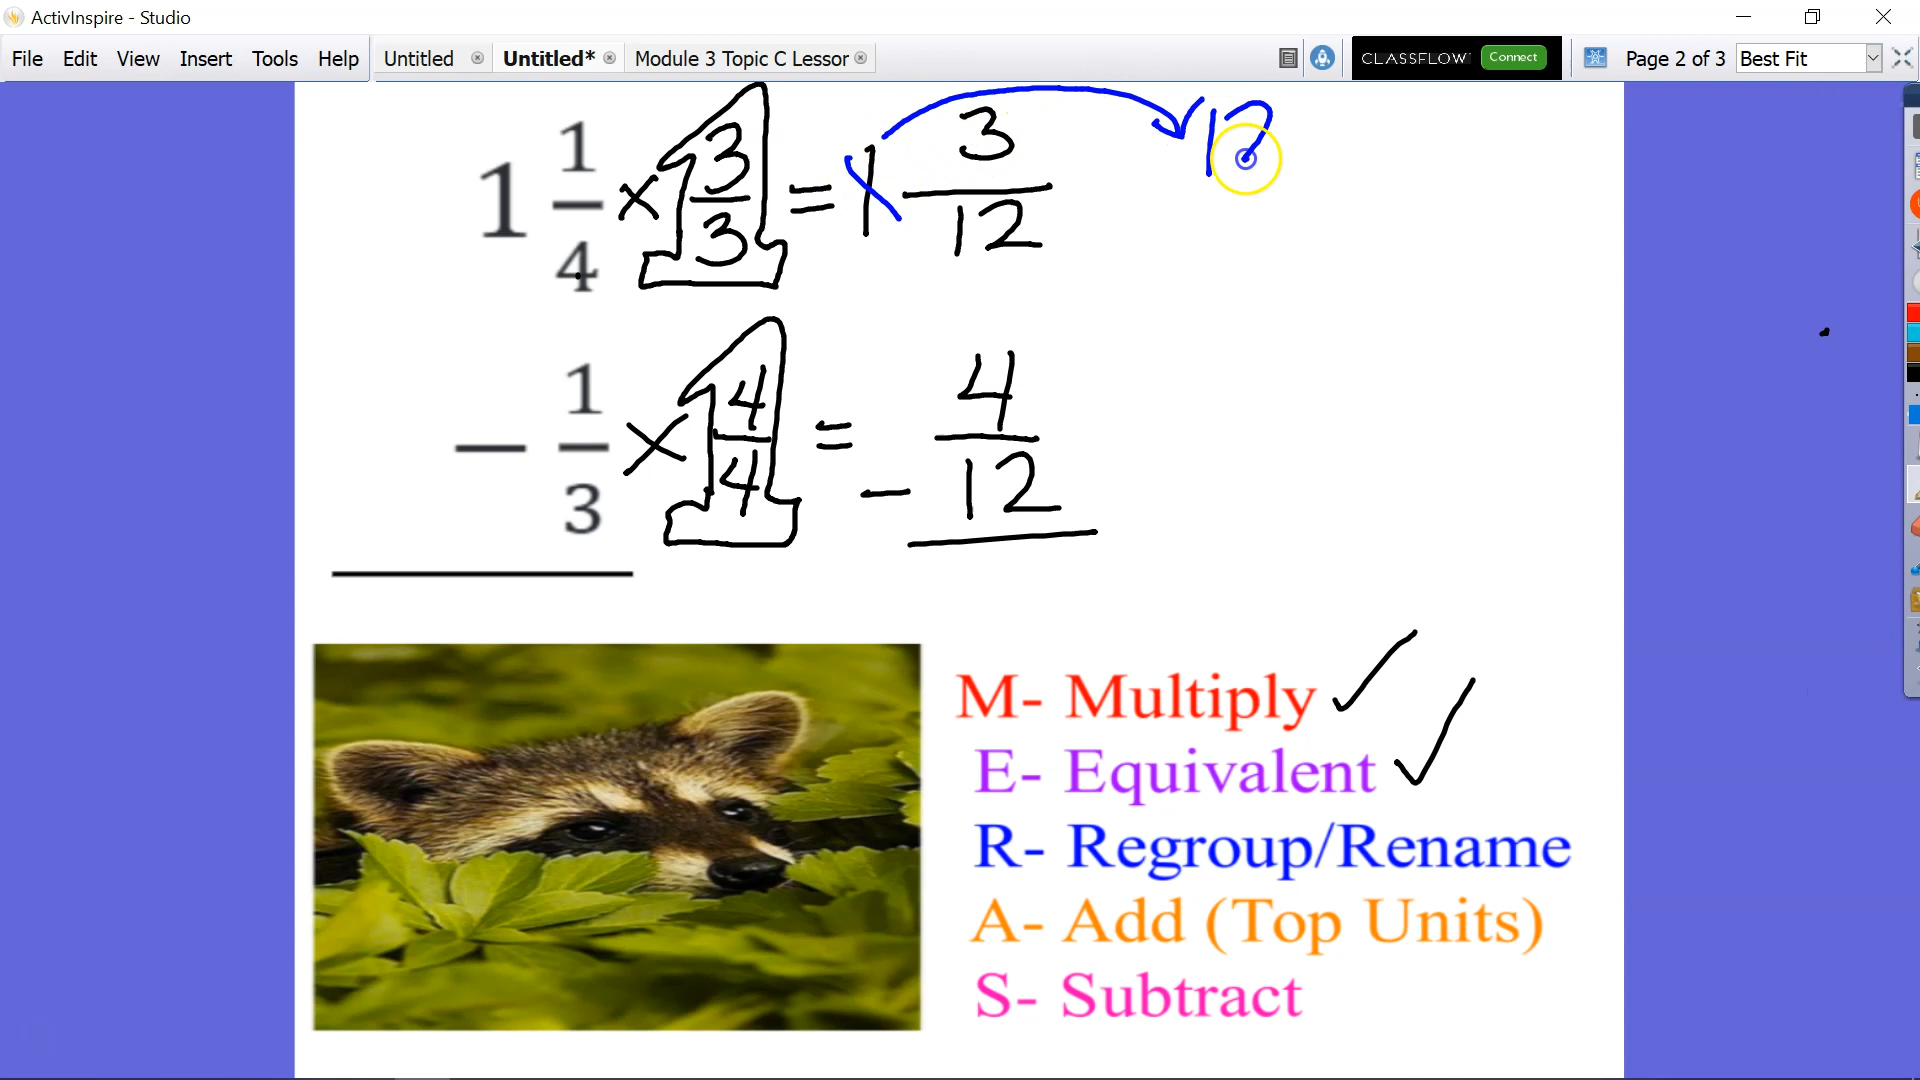 ActivInspire - Studio
File Edit View Insert Tools Help Untitled Untitled* Module 3 Topic C Lessor CLASSFLOW Connect Page 2 of 3 Best Fit
1 1/4 × 3/3 = 1 3/12 12
- 1/3 × 4/4 = - 4/12
M- Multiply ✓
E- Equivalent ✓
R- Regroup/Rename
A- Add (Top Units)
S- Subtract